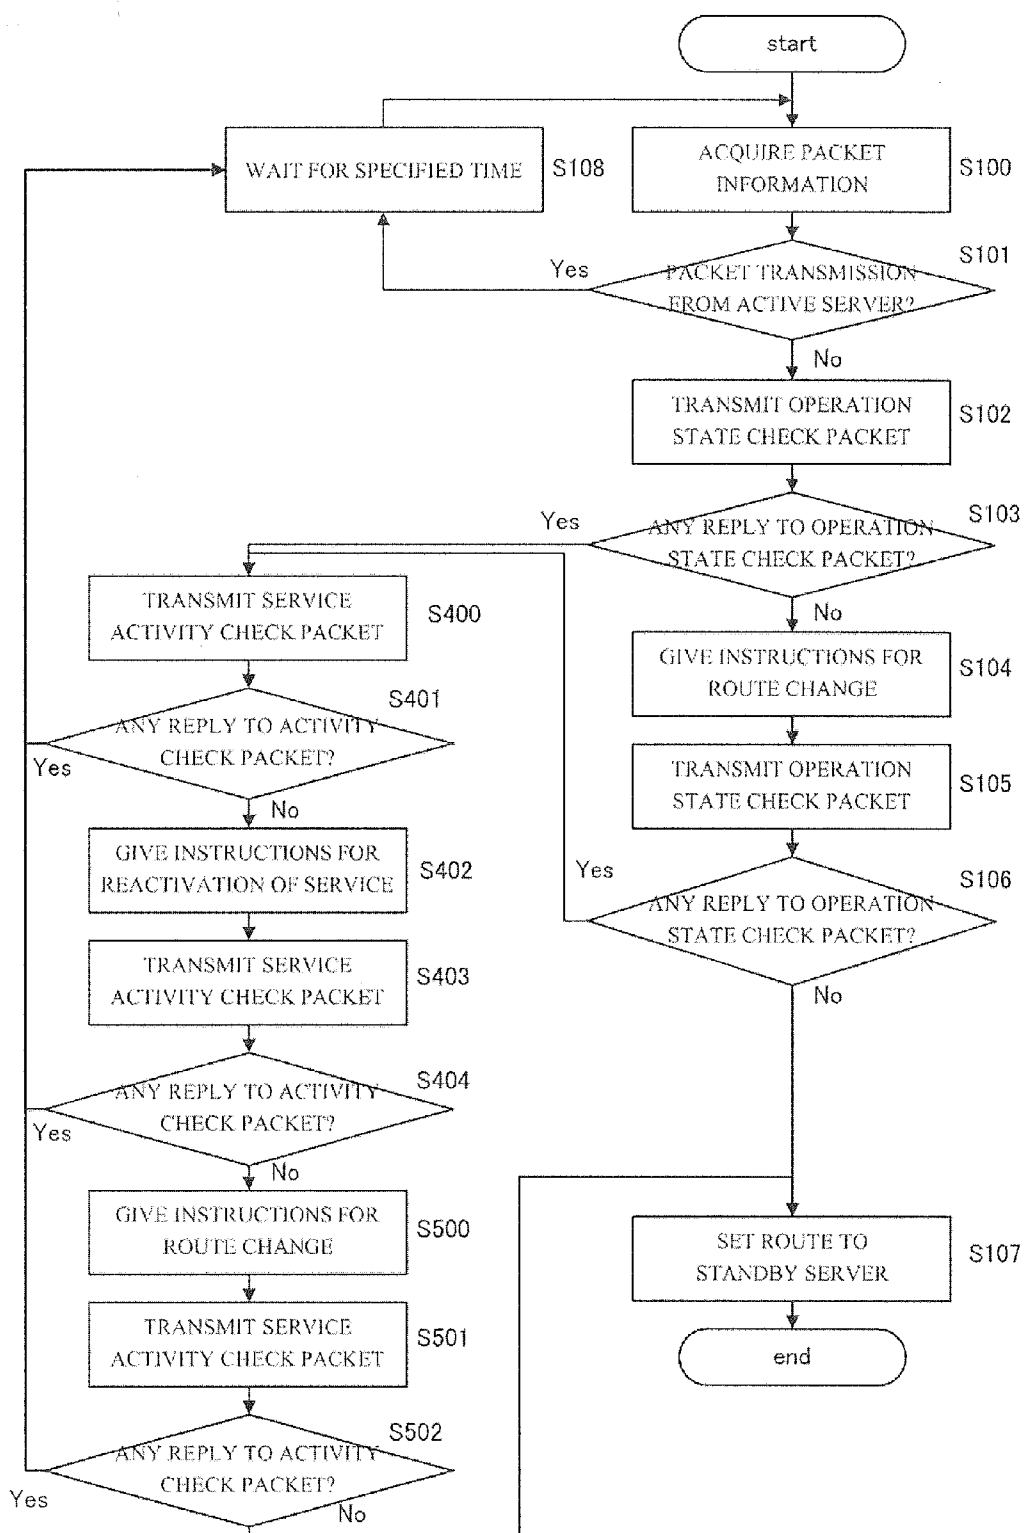 start
WAIT FOR SPECIFIED TIME
S108
ACQUIRE PACKET
INFORMATION
S100
Yes
PACKET TRANSMISSION
FROM ACTIVE SERVER?
S101
No
TRANSMIT OPERATION
STATE CHECK PACKET
S102
Yes
ANY REPLY TO OPERATION
STATE CHECK PACKET?
S103
No
TRANSMIT SERVICE
ACTIVITY CHECK PACKET
S400
GIVE INSTRUCTIONS FOR
ROUTE CHANGE
S104
ANY REPLY TO ACTIVITY
CHECK PACKET?
S401
Yes
No
TRANSMIT OPERATION
STATE CHECK PACKET
S105
GIVE INSTRUCTIONS FOR
REACTIVATION OF SERVICE
S402
Yes
ANY REPLY TO OPERATION
STATE CHECK PACKET?
S106
No
TRANSMIT SERVICE
ACTIVITY CHECK PACKET
S403
ANY REPLY TO ACTIVITY
CHECK PACKET?
S404
Yes
No
GIVE INSTRUCTIONS FOR
ROUTE CHANGE
S500
SET ROUTE TO
STANDBY SERVER
S107
TRANSMIT SERVICE
ACTIVITY CHECK PACKET
S501
end
ANY REPLY TO ACTIVITY
CHECK PACKET?
S502
Yes
No